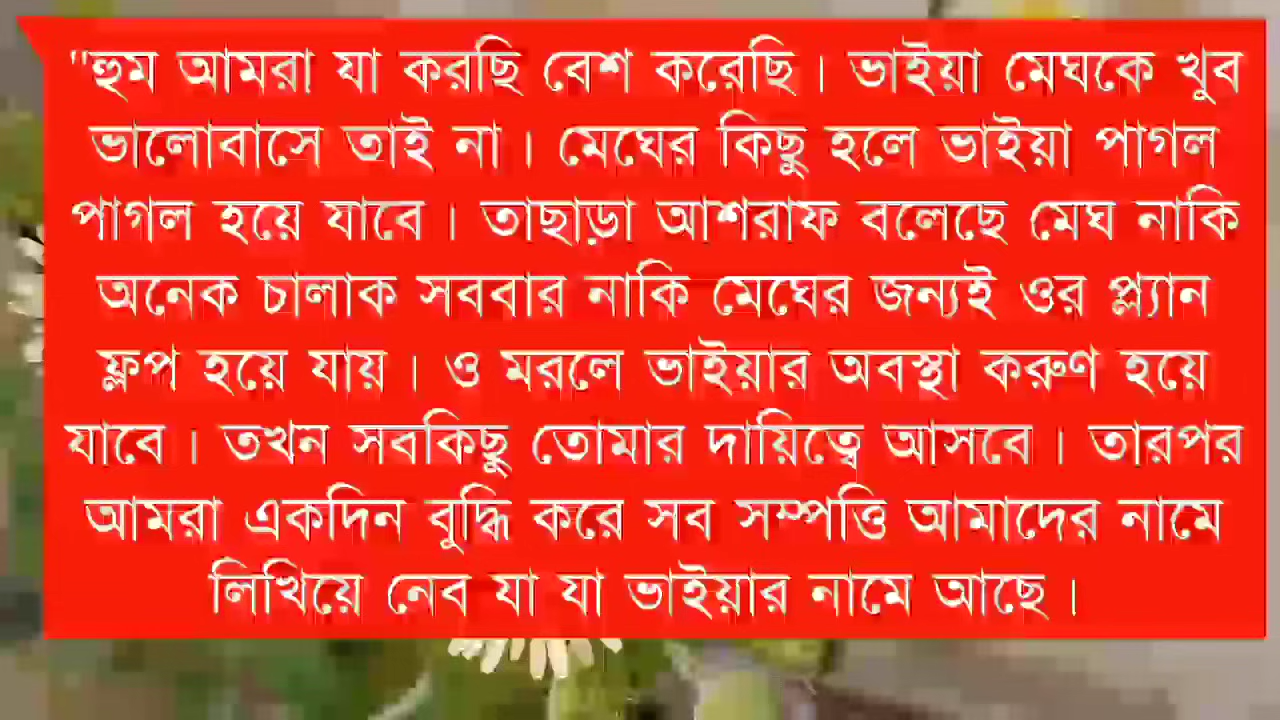 "হুম আমরা যা করছি বেশ করেছি। ভাইয়া মেঘকে খুব
ভালোবাসে তাই না। মেঘের কিছু হলে ভাইয়া পাগল
পাগল হয়ে যাবে। তাছাড়া আশরাফ বলেছে মেঘ নাকি
অনেক চালাক সববার নাকি মেঘের জন্যই ওর প্ল্যান
ফ্লপ হয়ে যায়। ও মরলে ভাইয়ার অবস্থা করুণ হয়ে
যাবে। তখন সবকিছু তোমার দায়িত্বে আসবে। তারপর
আমরা একদিন বুদ্ধি করে সব সম্পত্তি আমাদের নামে
লিখিয়ে নেব যা যা ভাইয়ার নামে আছে।